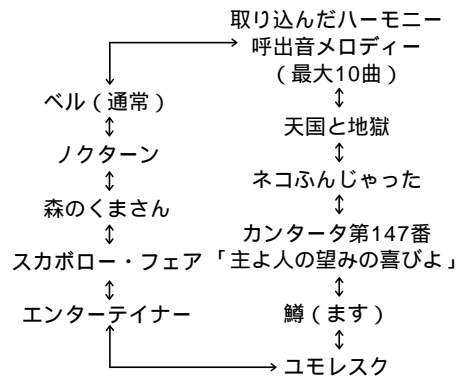 取り込んだハーモニー
呼出音メロディー
(最大10曲)
ベル(通常)
天国と地獄
ノクターン
ネコふんじゃった
森のくまさん
カンタータ第147番
スカボロー・フェア
「主よ人の望みの喜びよ」
エンターテイナー
鱒(ます)
ユモレスク